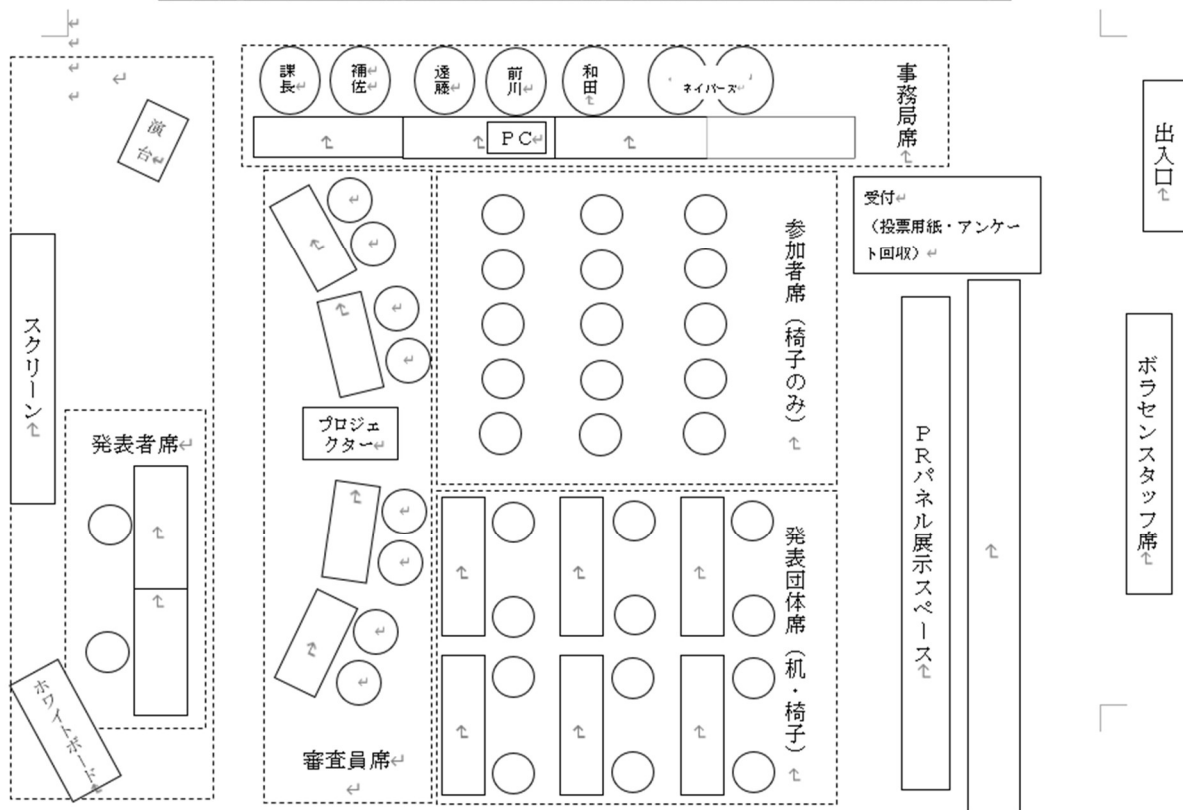 課長
補佐
遠藤
前川
和田
ネイバーズ
事務局席
PC
演台
出入口
受付
（投票用紙・アンケー
ト回収）
参加者席（椅子のみ）
スクリーン
プロジェ
クター
発表者席
ボラセンスタッフ席
PRパネル展示スペース
発表団体席（机・椅子）
ホワイトボード
審査員席